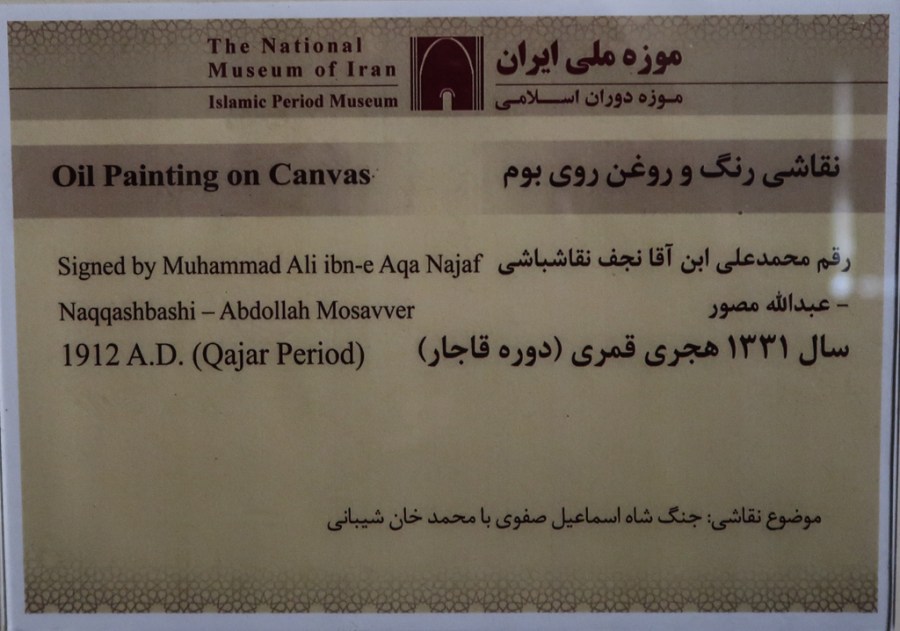 The National
Museum of Iran
Islamic Period Museum
موزه ملی ایران
موزه دوران اسلامی
Oil Painting on Canvas
نقاشی رنگ و روغن روی بوم
Signed by Muhammad Ali ibn-e Aqa Najaf
Naqqashbashi – Abdollah Mosavver
1912 A.D. (Qajar Period)
رقم محمدعلی ابن آقا نجف نقاشباشی
– عبدالله مصور
سال ۱۳۳۱ هجری قمری (دوره قاجار)
موضوع نقاشی: جنگ شاه اسماعیل صفوی با محمد خان شیبانی